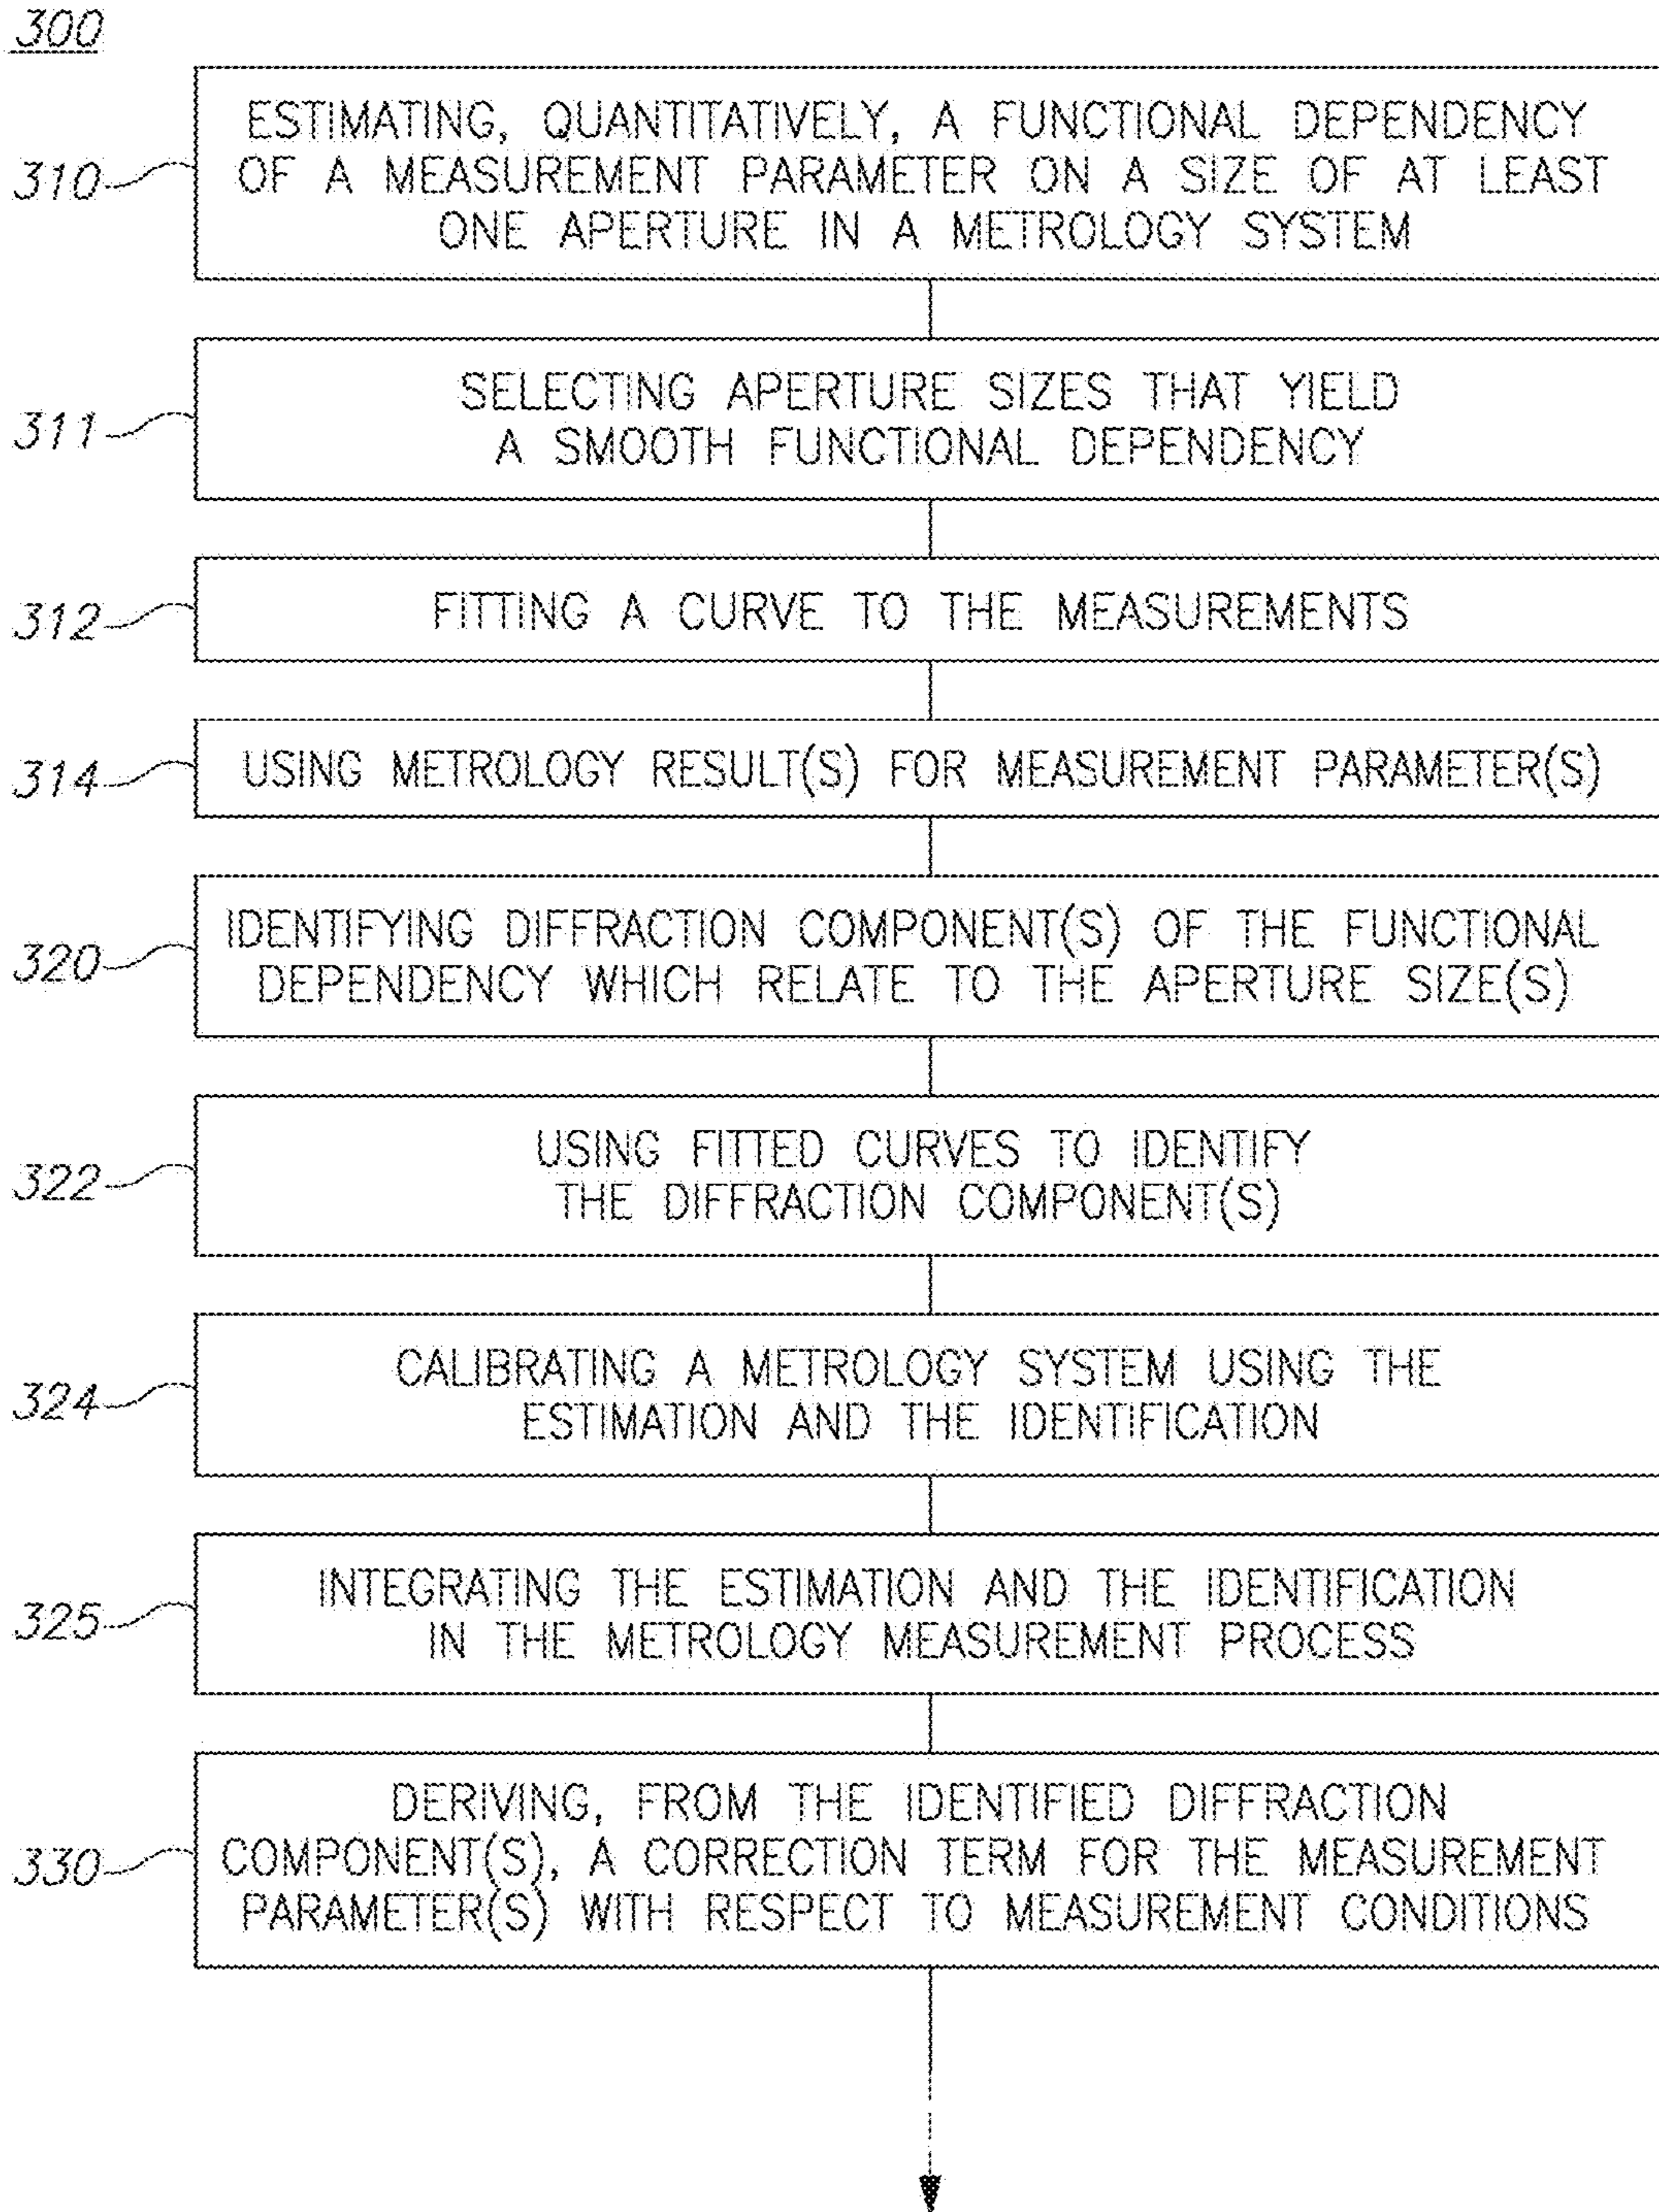 300
310
ESTIMATING, QUANTITATIVELY, A FUNCTIONAL DEPENDENCY
OF A MEASUREMENT PARAMETER ON A SIZE OF AT LEAST
ONE APERTURE IN A METROLOGY SYSTEM
311
SELECTING APERTURE SIZES THAT YIELD
A SMOOTH FUNCTIONAL DEPENDENCY
312
FITTING A CURVE TO THE MEASUREMENTS
314
USING METROLOGY RESULT(S) FOR MEASUREMENT PARAMETER(S)
320
IDENTIFYING DIFFRACTION COMPONENT(S) OF THE FUNCTIONAL
DEPENDENCY WHICH RELATE TO THE APERTURE SIZE(S)
322
USING FITTED CURVES TO IDENTIFY
THE DIFFRACTION COMPONENT(S)
324
CALIBRATING A METROLOGY SYSTEM USING THE
ESTIMATION AND THE IDENTIFICATION
325
INTEGRATING THE ESTIMATION AND THE IDENTIFICATION
IN THE METROLOGY MEASUREMENT PROCESS
330
DERIVING, FROM THE IDENTIFIED DIFFRACTION
COMPONENT(S), A CORRECTION TERM FOR THE MEASUREMENT
PARAMETER(S) WITH RESPECT TO MEASUREMENT CONDITIONS